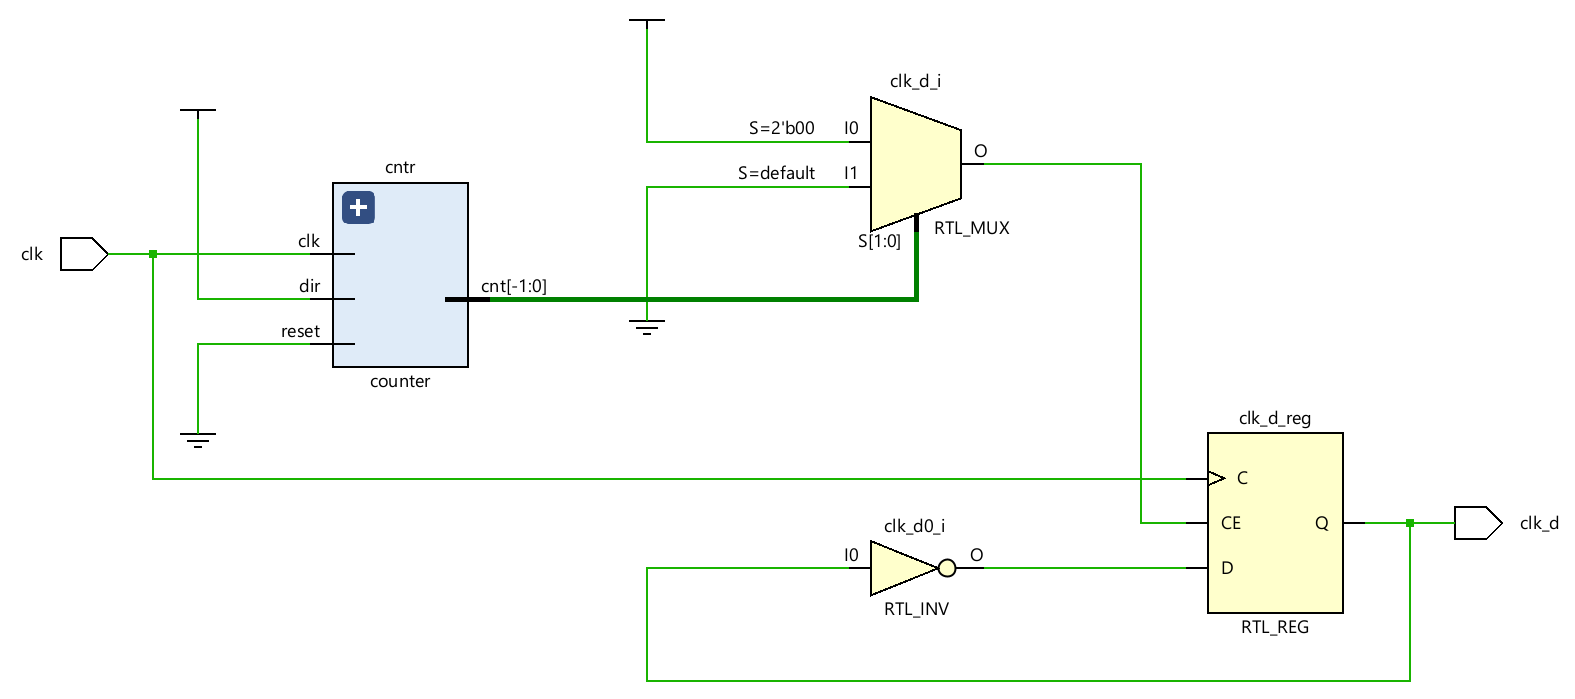 clk_d_i
S=2'b00 I0
O
S=default I1
RTL_MUX
S[1:0]
cntr
clk
clk
dir
cnt[-1:0]
reset
counter
clk_d_reg
C
CE
Q
clk_d
D
RTL_REG
clk_d0_i
I0
O
RTL_INV